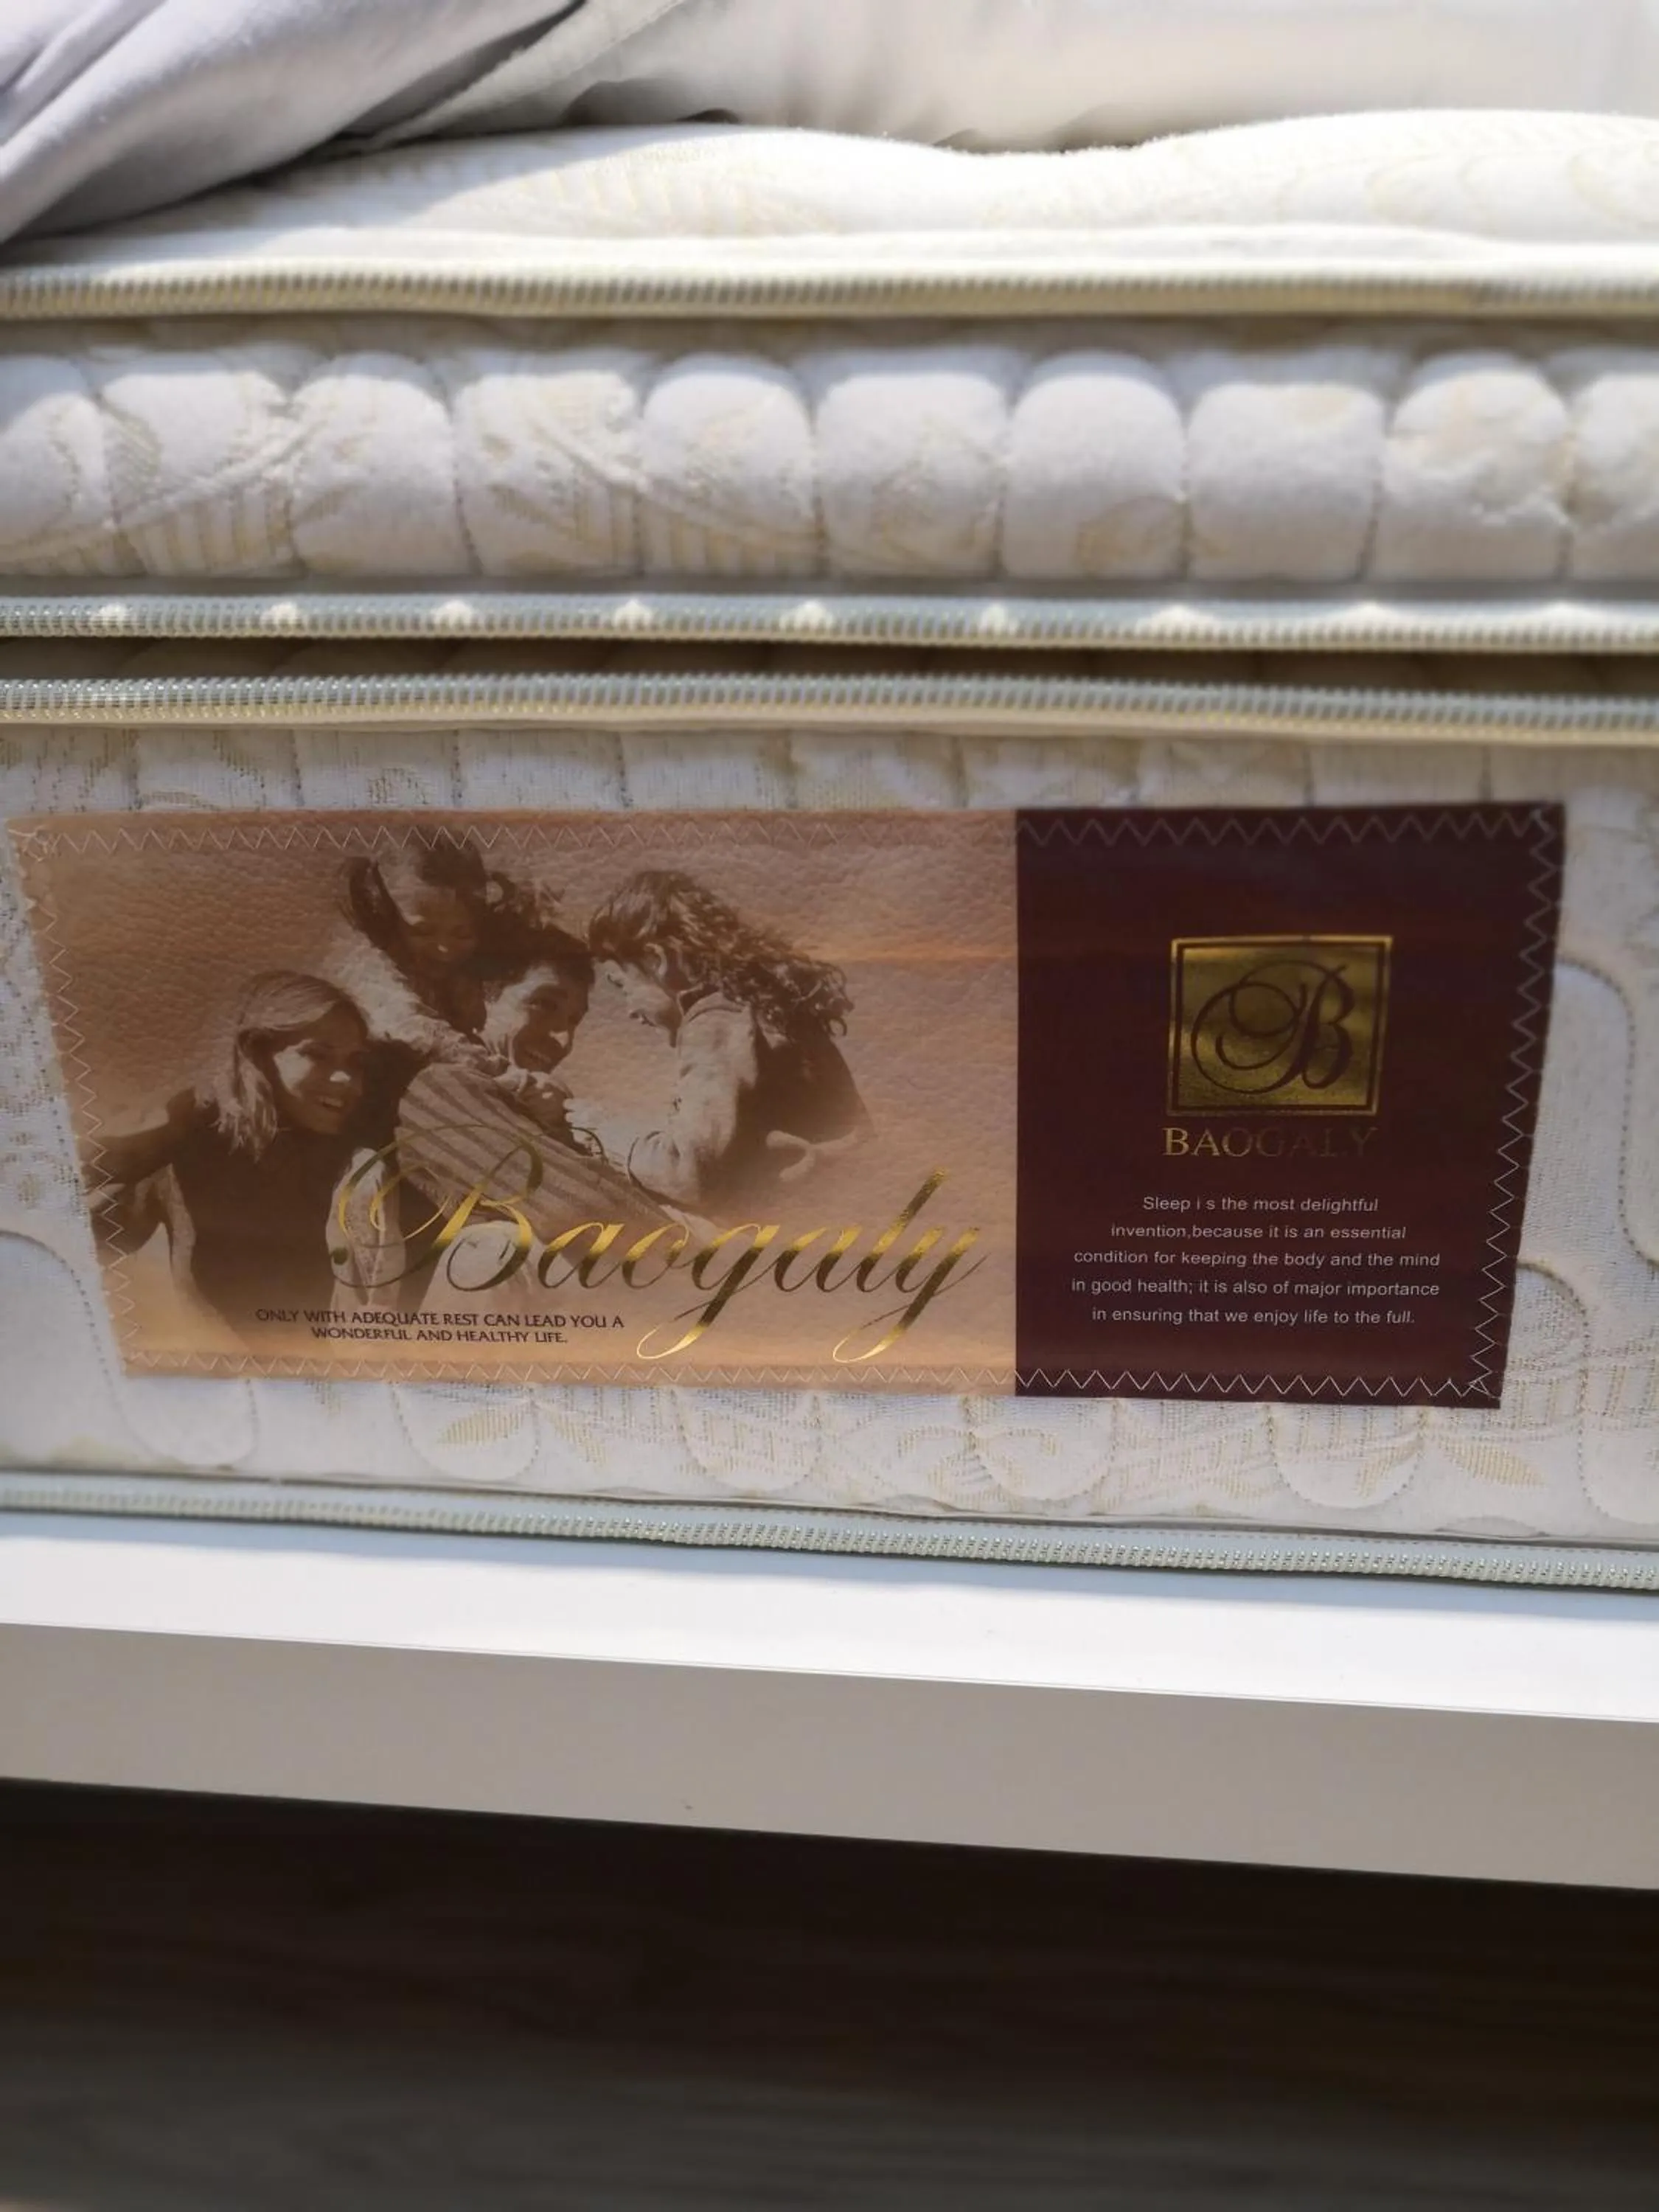 Baogaly
ONLY WITH ADEQUATE REST CAN LEAD YOU A
WONDERFUL AND HEALTHY LIFE.
B
BAOGALY
Sleep i s the most delightful
invention,because it is an essential
condition for keeping the body and the mind
in good health; it is also of major importance
in ensuring that we enjoy life to the full.